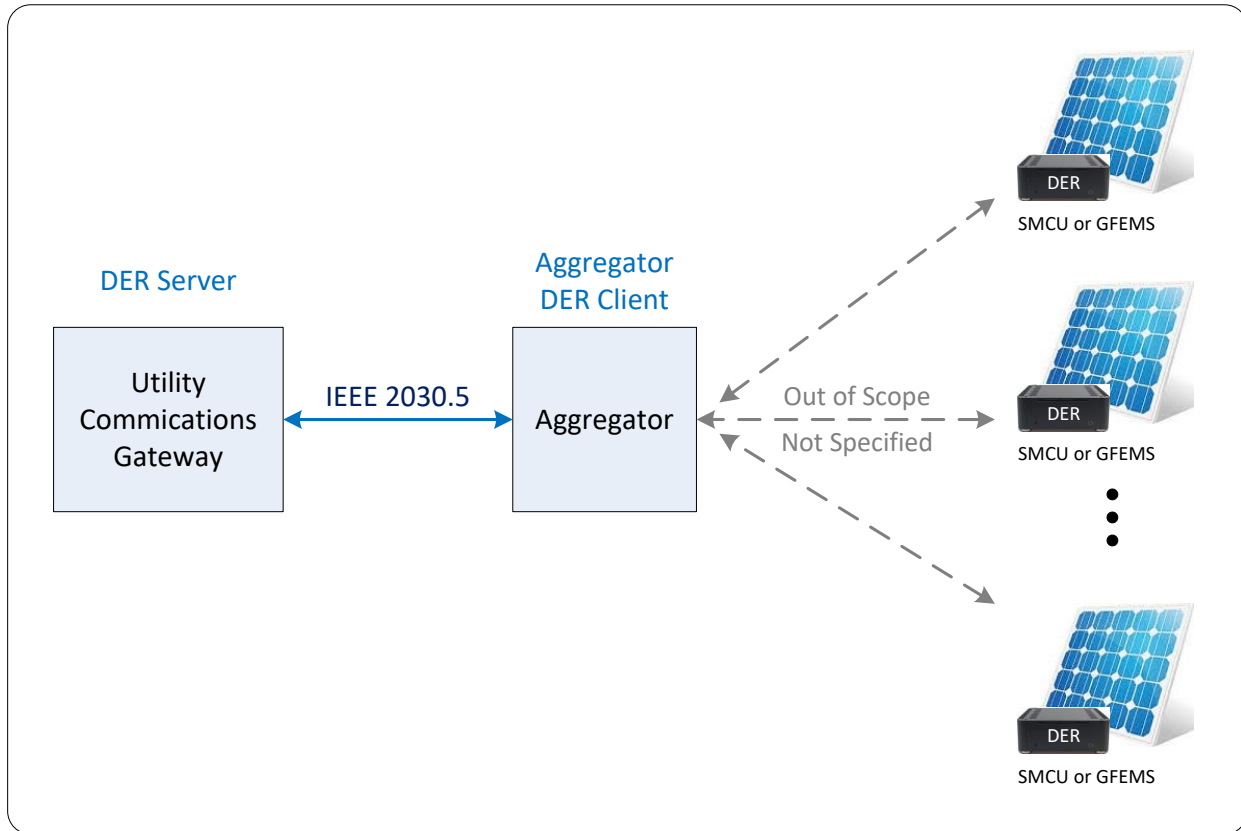 DER Server
Utility
Commications
Gateway
IEEE 2030.5
Aggregator
DER Client
Aggregator
Out of Scope
Not Specified
DER
SMCU or GFEMS
DER
SMCU or GFEMS
DER
SMCU or GFEMS